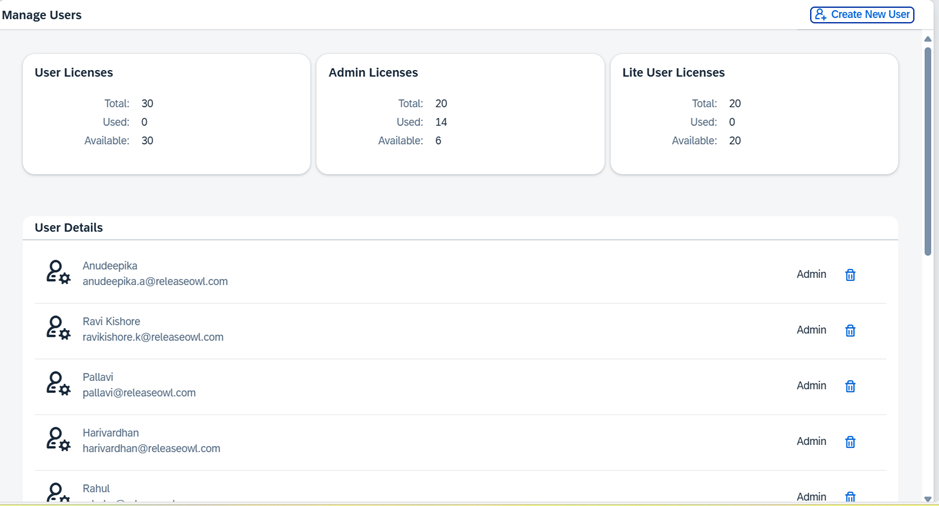 Manage Users
Create New User
User Licenses
Total: 30
Used: 0
Available: 30
Admin Licenses
Total: 20
Used: 14
Available: 6
Lite User Licenses
Total: 20
Used: 0
Available: 20
User Details
Anudeepika
anudeepika.a@releaseowl.com
Admin
Ravi Kishore
ravikishore.k@releaseowl.com
Admin
Pallavi
pallavi@releaseowl.com
Admin
Harivardhan
harivardhan@releaseowl.com
Admin
Rahul
Admin